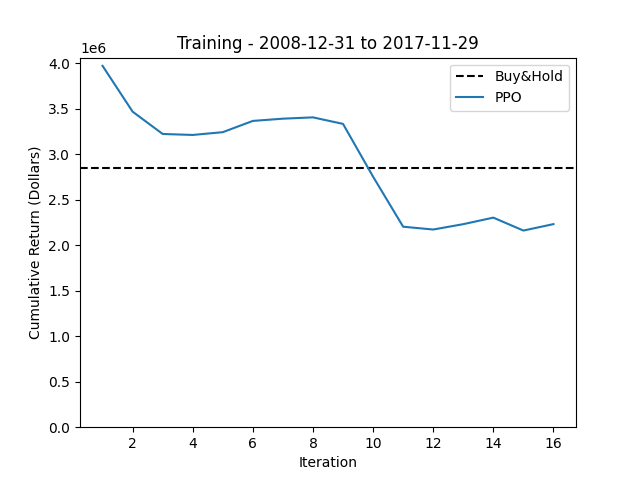 Training - 2008-12-31 to 2017-11-29
1e6
Buy&Hold
PPO
4.0
3.5
3.0
2.5
2.0
1.5
1.0
0.5
0.0
Cumulative Return (Dollars)
2 4 6 8 10 12 14 16
Iteration